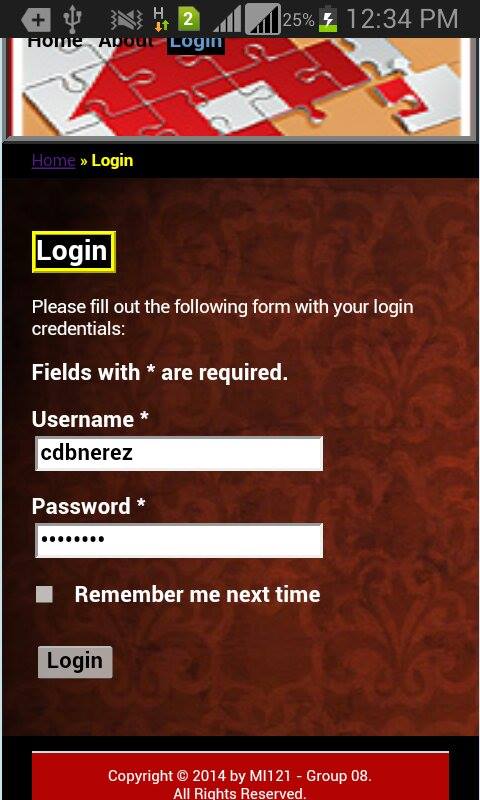 H 2 25% 12:34 PM
Home About Login
Home » Login
Login
Please fill out the following form with your login
credentials:
Fields with * are required.
Username *
cdbnerez
Password *
••••••••
Remember me next time
Login
Copyright © 2014 by MI121 - Group 08.
All Rights Reserved.